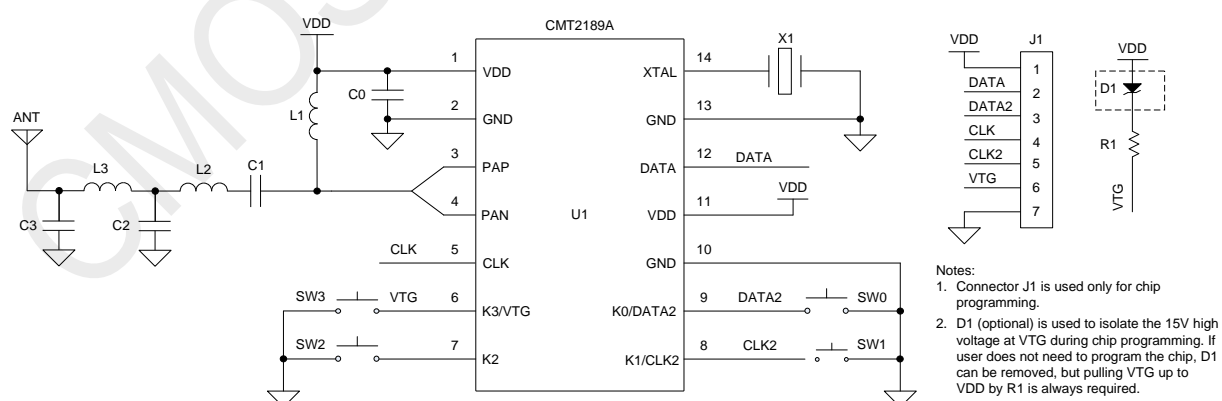 CMOS
CMT2189A
VDD
1
VDD
C0
L1
2
GND
ANT
L3
L2
C1
3
PAP
4
PAN
C3
C2
U1
CLK
5
CLK
SW3
VTG
6
K3/VTG
SW2
7
K2
X1
14
XTAL
13
GND
12
DATA
DATA
VDD
11
VDD
10
GND
9
DATA2
SW0
K0/DATA2
8
CLK2
SW1
K1/CLK2
VDD
J1
1
DATA
2
DATA2
3
CLK
4
CLK2
5
VTG
6
7
VDD
D1
R1
VTG
Notes:
1. Connector J1 is used only for chip
programming.
2. D1 (optional) is used to isolate the 15V high
voltage at VTG during chip programming. If
user does not need to program the chip, D1
can be removed, but pulling VTG up to
VDD by R1 is always required.